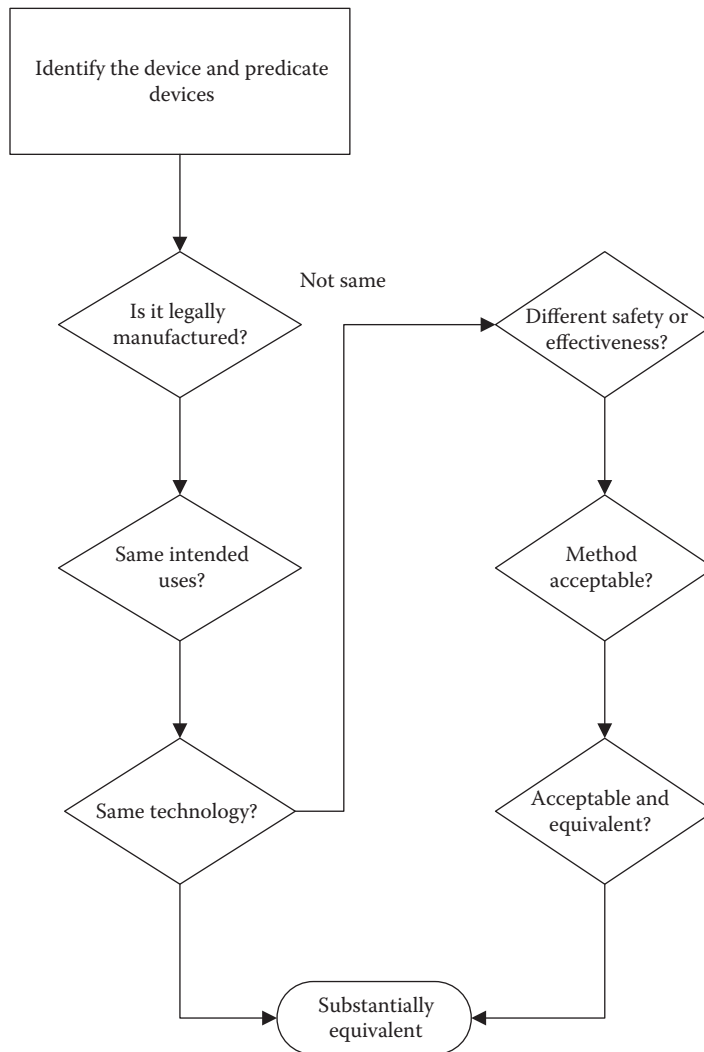 Identify the device and predicate
devices
Is it legally
manufactured?
Same intended
uses?
Same technology?
Not same
Different safety or
effectiveness?
Method
acceptable?
Acceptable and
equivalent?
Substantially
equivalent